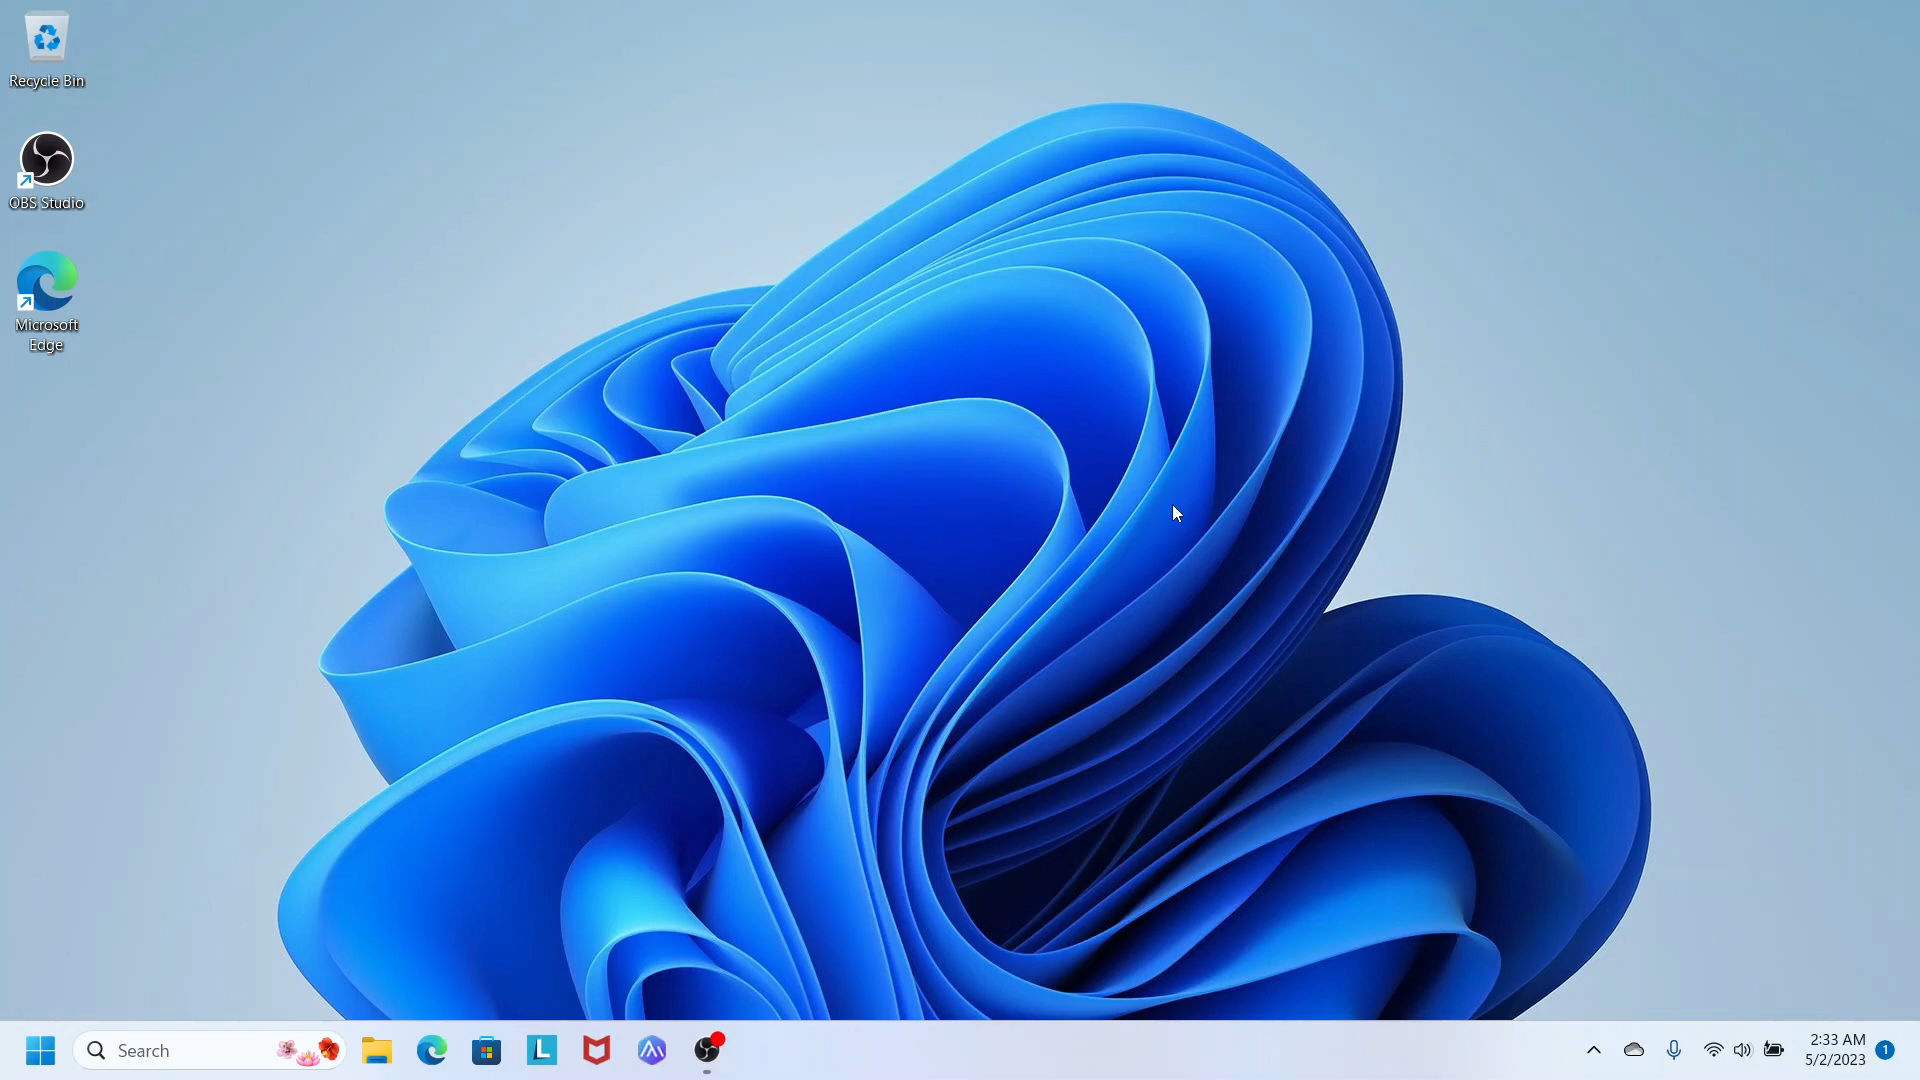 Recycle Bin
OBS Studio
Microsoft
Edge
Search
L
2:33 AM
5/2/2023
1